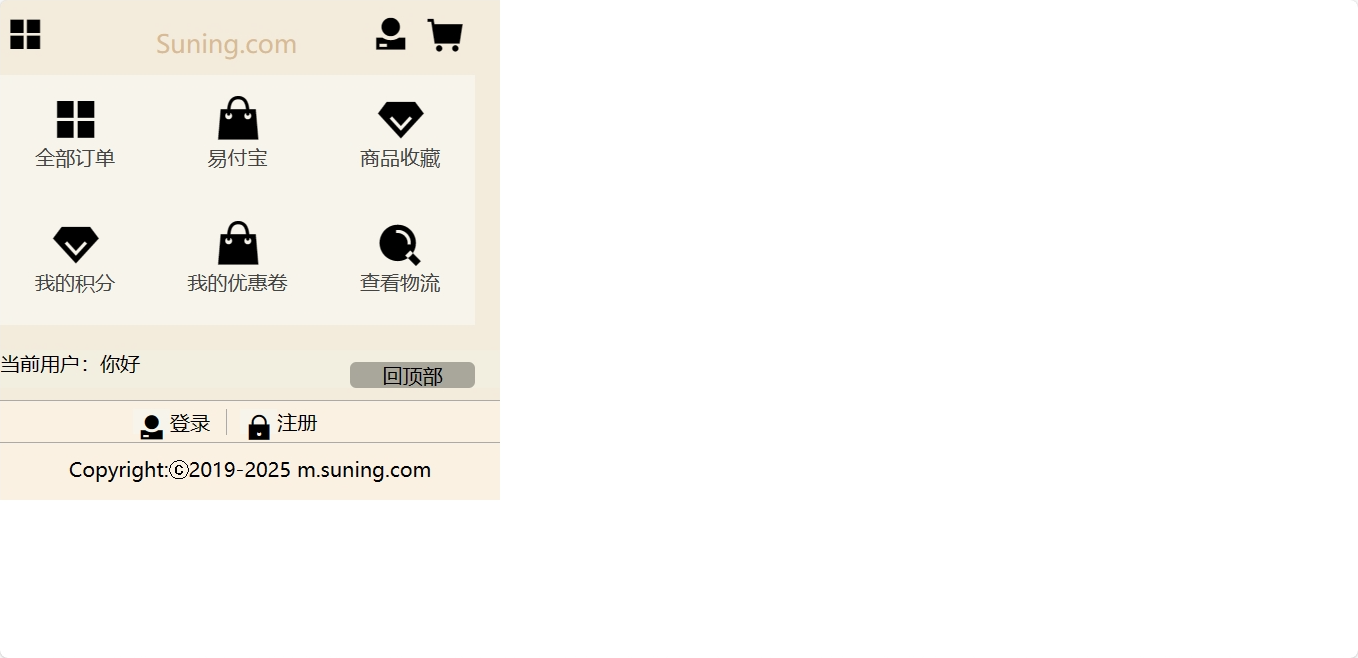 Suning.com
全部订单 易付宝 商品收藏
我的积分 我的优惠卷 查看物流
当前用户：你好
回顶部
登录 注册
Copyright:ⓒ2019-2025 m.suning.com